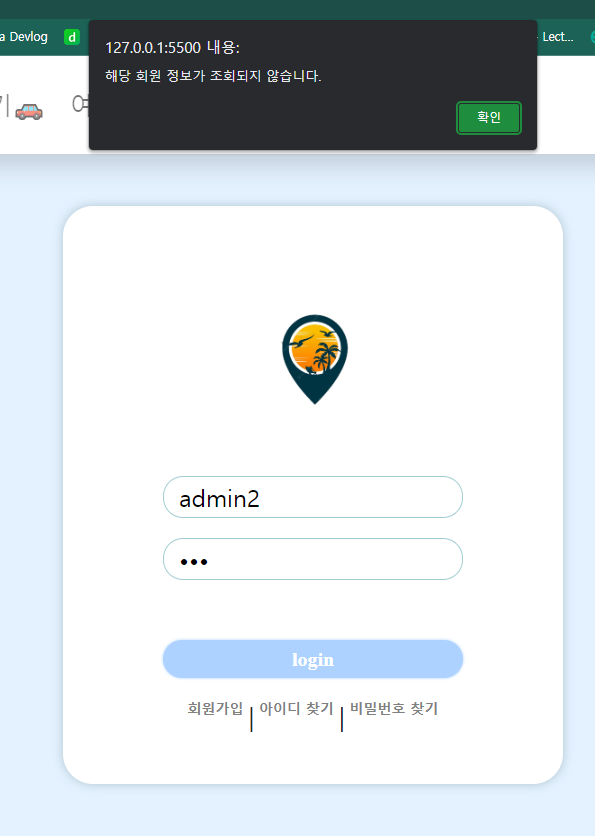 a Devlog
d
Lect...
127.0.0.1:5500 내용:
해당 회원 정보가 조회되지 않습니다.
확인
admin2
login
회원가입 | 아이디 찾기 | 비밀번호 찾기